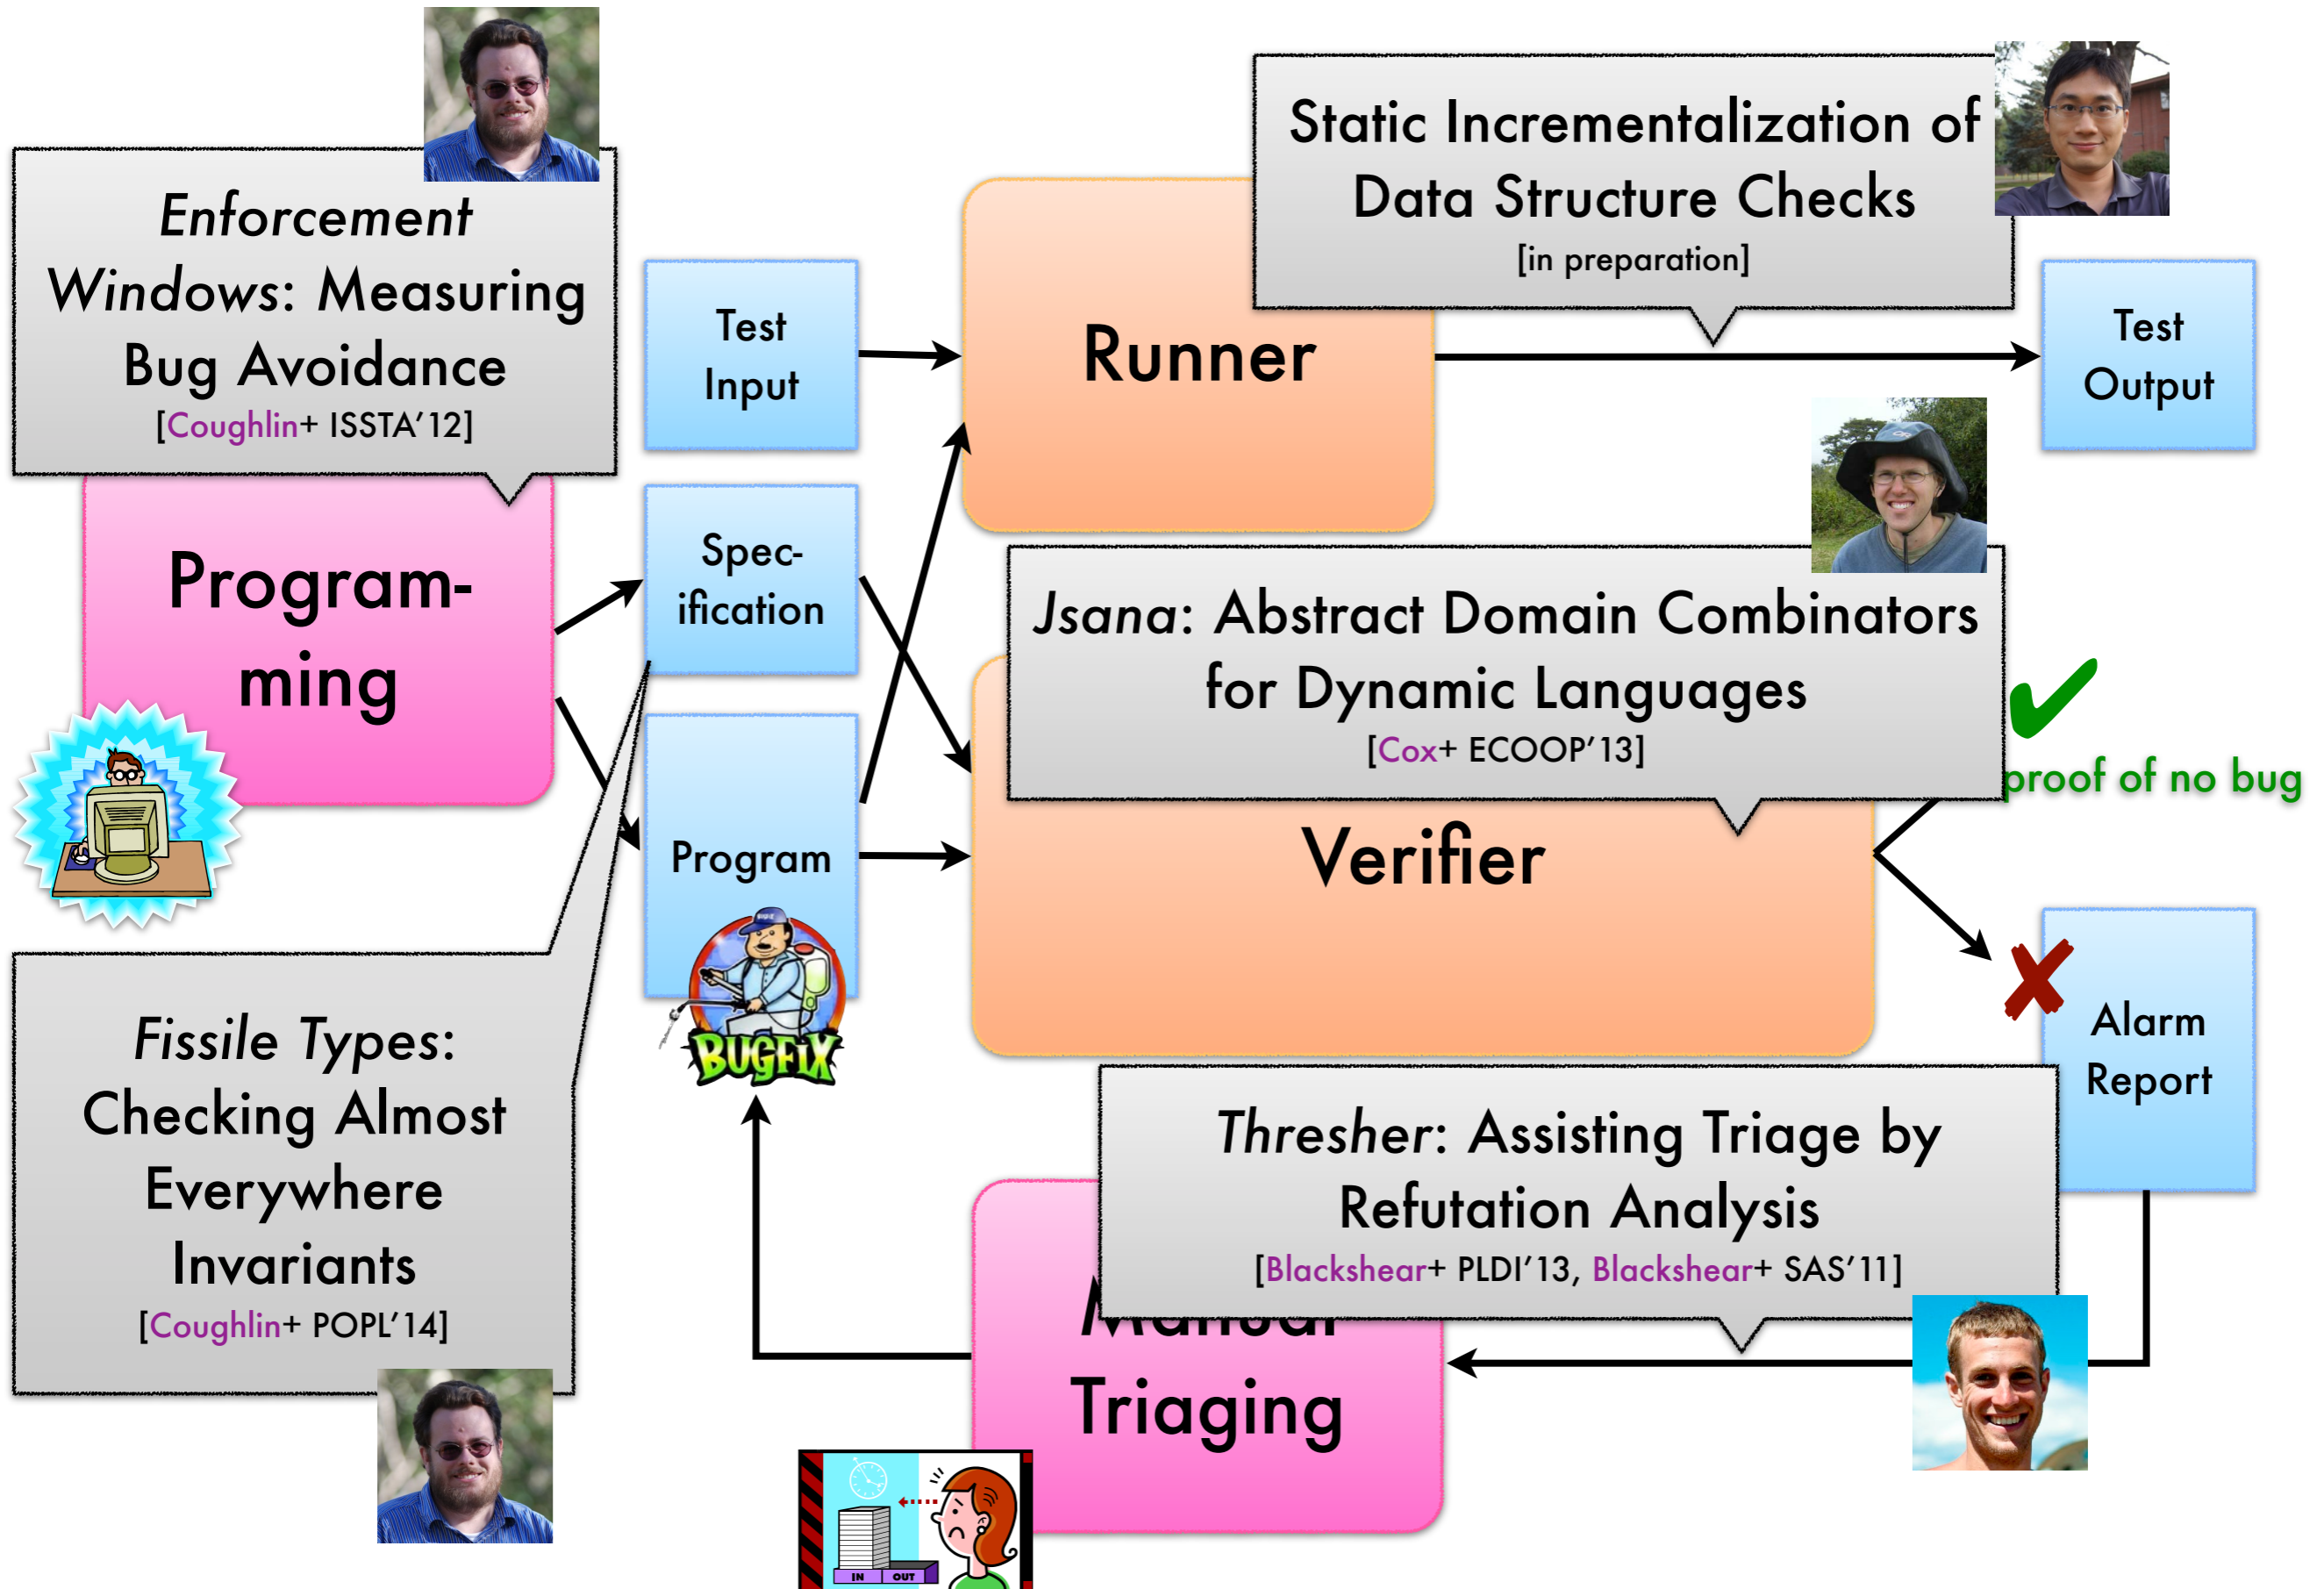 Enforcement
Windows: Measuring
Bug Avoidance
[Coughlin+ ISSTA'12]
Static Incrementalization of
Data Structure Checks
[in preparation]
Test
Input
Runner
Test
Output
Program-
ming
Spec-
ification
Jsana: Abstract Domain Combinators
for Dynamic Languages
[Cox+ ECOOP'13]
proof of no bug
Program
Verifier
BUGFIX
Alarm
Report
Fissile Types:
Checking Almost
Everywhere
Invariants
[Coughlin+ POPL'14]
Thresher: Assisting Triage by
Refutation Analysis
[Blackshear+ PLDI'13, Blackshear+ SAS'11]
Manual
Triaging
IN OUT